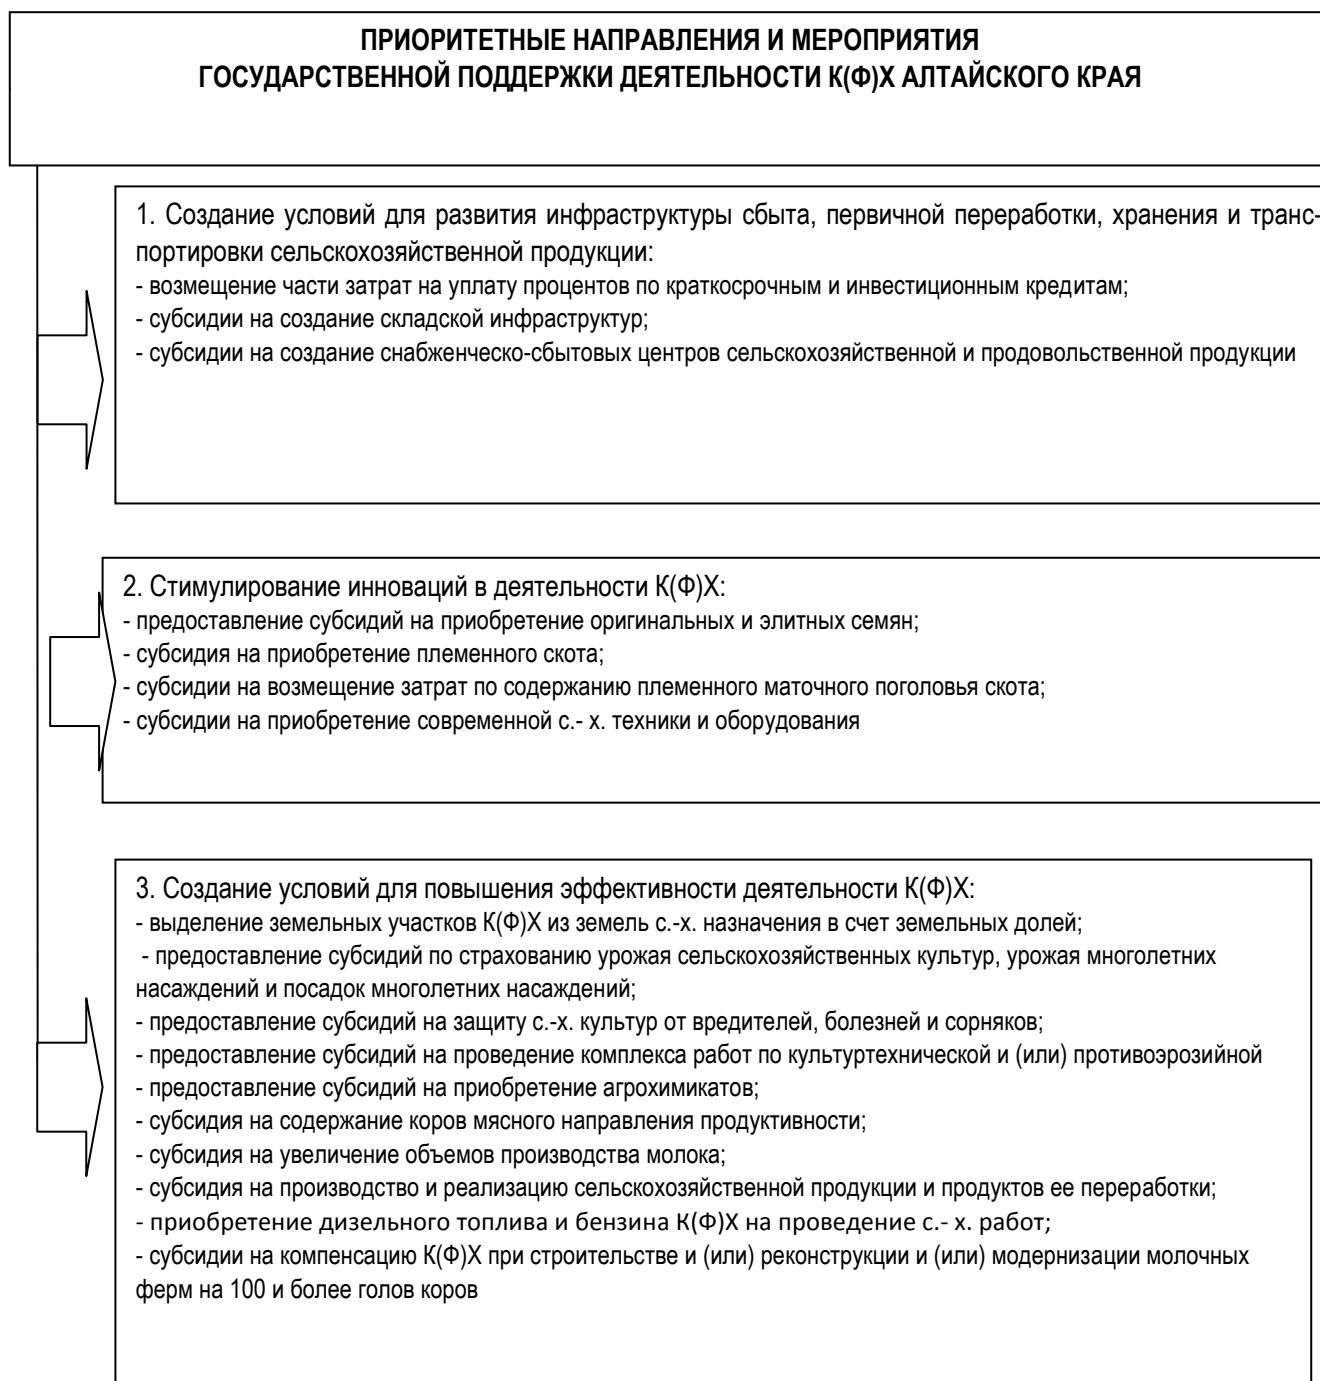 ПРИОРИТЕТНЫЕ НАПРАВЛЕНИЯ И МЕРОПРИЯТИЯ
ГОСУДАРСТВЕННОЙ ПОДДЕРЖКИ ДЕЯТЕЛЬНОСТИ К(Ф)Х АЛТАЙСКОГО КРАЯ
1. Создание условий для развития инфраструктуры сбыта, первичной переработки, хранения и транс-
портировки сельскохозяйственной продукции:
- возмещение части затрат на уплату процентов по краткосрочным и инвестиционным кредитам;
- субсидии на создание складской инфраструктур;
- субсидии на создание снабженческо-сбытовых центров сельскохозяйственной и продовольственной продукции
2. Стимулирование инноваций в деятельности К(Ф)Х:
- предоставление субсидий на приобретение оригинальных и элитных семян;
- субсидия на приобретение племенного скота;
- субсидии на возмещение затрат по содержанию племенного маточного поголовья скота;
- субсидии на приобретение современной с.- х. техники и оборудования
3. Создание условий для повышения эффективности деятельности К(Ф)Х:
- выделение земельных участков К(Ф)Х из земель с.-х. назначения в счет земельных долей;
- предоставление субсидий по страхованию урожая сельскохозяйственных культур, урожая многолетних
насаждений и посадок многолетних насаждений;
- предоставление субсидий на защиту с.-х. культур от вредителей, болезней и сорняков;
- предоставление субсидий на проведение комплекса работ по культуртехнической и (или) противоэрозийной
- предоставление субсидий на приобретение агрохимикатов;
- субсидия на содержание коров мясного направления продуктивности;
- субсидия на увеличение объемов производства молока;
- субсидия на производство и реализацию сельскохозяйственной продукции и продуктов ее переработки;
- приобретение дизельного топлива и бензина К(Ф)Х на проведение с.- х. работ;
- субсидии на компенсацию К(Ф)Х при строительстве и (или) реконструкции и (или) модернизации молочных
ферм на 100 и более голов коров